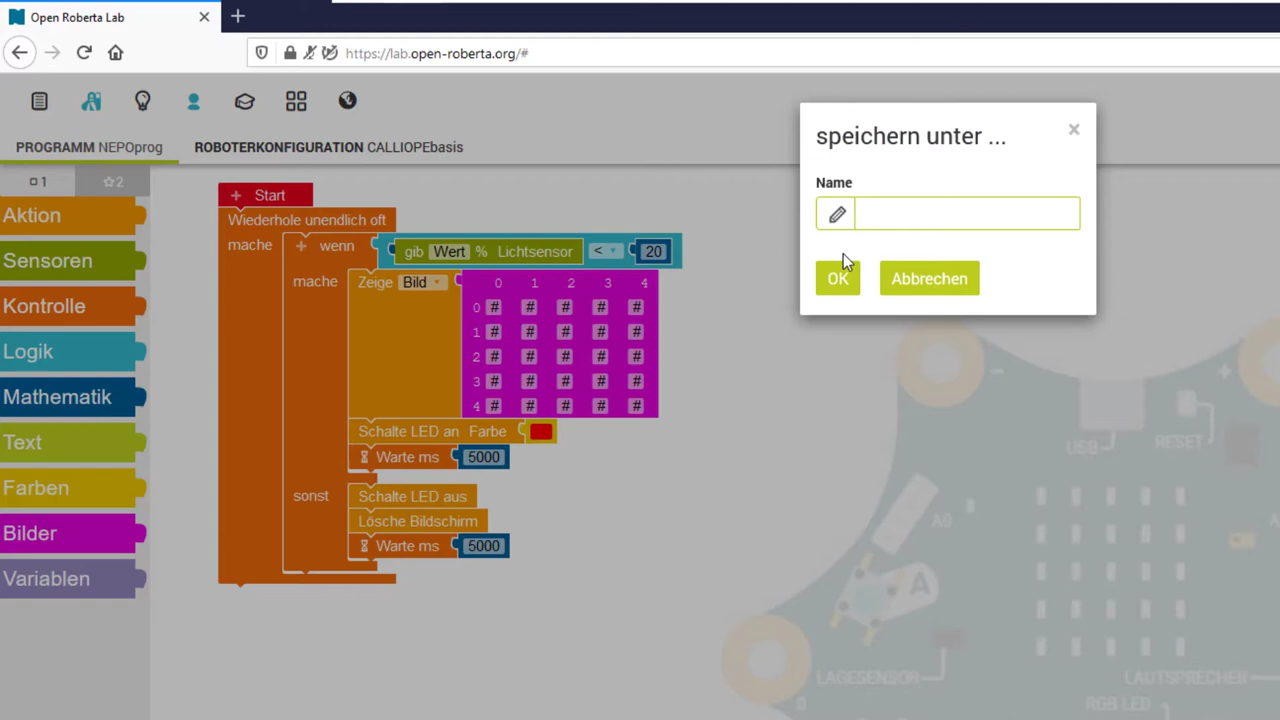 Open Roberta Lab
https://lab.open-roberta.org/#
PROGRAMM NEPOprog
ROBOTERKONFIGURATION CALLIOPEbasis
1
2
Aktion
Sensoren
Kontrolle
Logik
Mathematik
Text
Farben
Bilder
Variablen
+ Start
Wiederhole unendlich oft
mache
+ wenn
gib Wert % Lichtsensor < 20
mache
Zeige Bild
0 1 2 3 4
0 # # # # #
1 # # # # #
2 # # # # #
3 # # # # #
4 # # # # #
Schalte LED an Farbe
Warte ms 5000
sonst
Schalte LED aus
Lösche Bildschirm
Warte ms 5000
speichern unter ...
×
Name
OK
Abbrechen
−
+
USB
RESET
A0
A
LAGESENSOR
LAUTSPRECHER
RGB LED
0